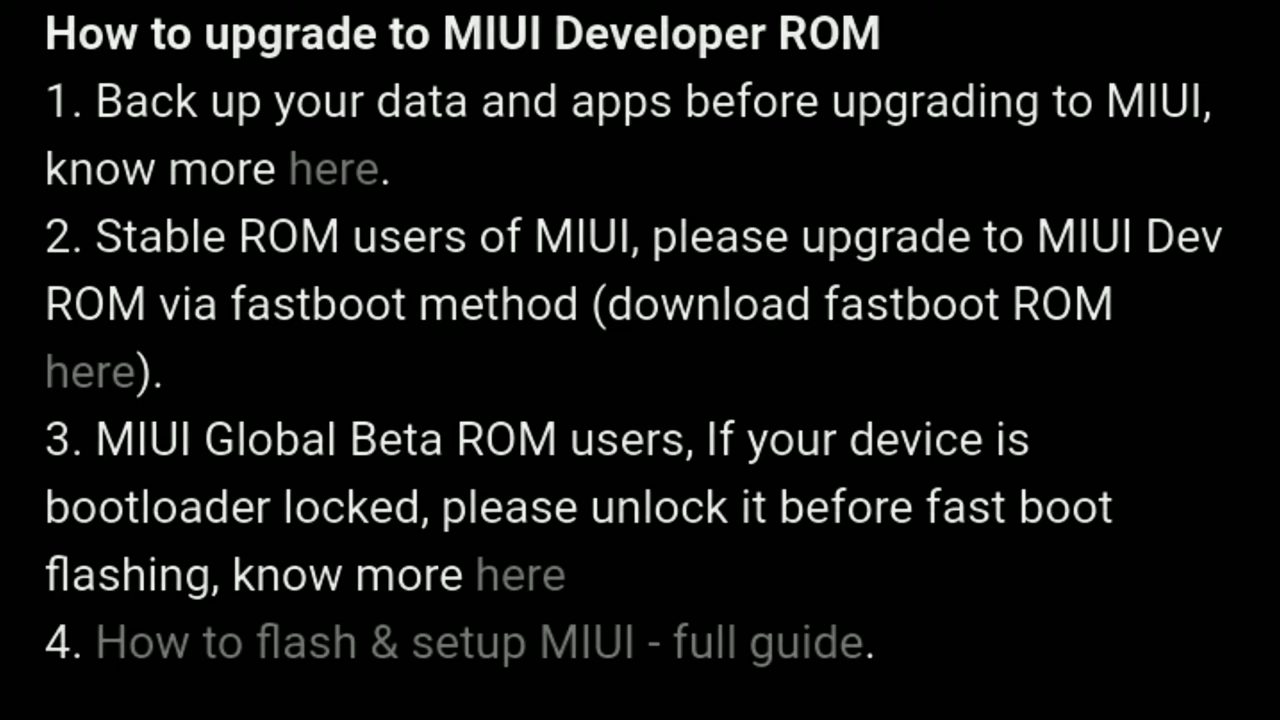 How to upgrade to MIUI Developer ROM
1. Back up your data and apps before upgrading to MIUI,
know more here.
2. Stable ROM users of MIUI, please upgrade to MIUI Dev
ROM via fastboot method (download fastboot ROM
here).
3. MIUI Global Beta ROM users, If your device is
bootloader locked, please unlock it before fast boot
flashing, know more here
4. How to flash & setup MIUI - full guide.